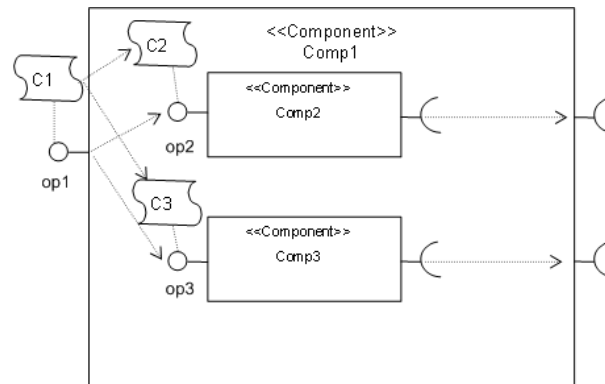 <<Component>>
Comp1
C2
C1
<<Component>>
Comp2
op2
op1
C3
<<Component>>
Comp3
op3